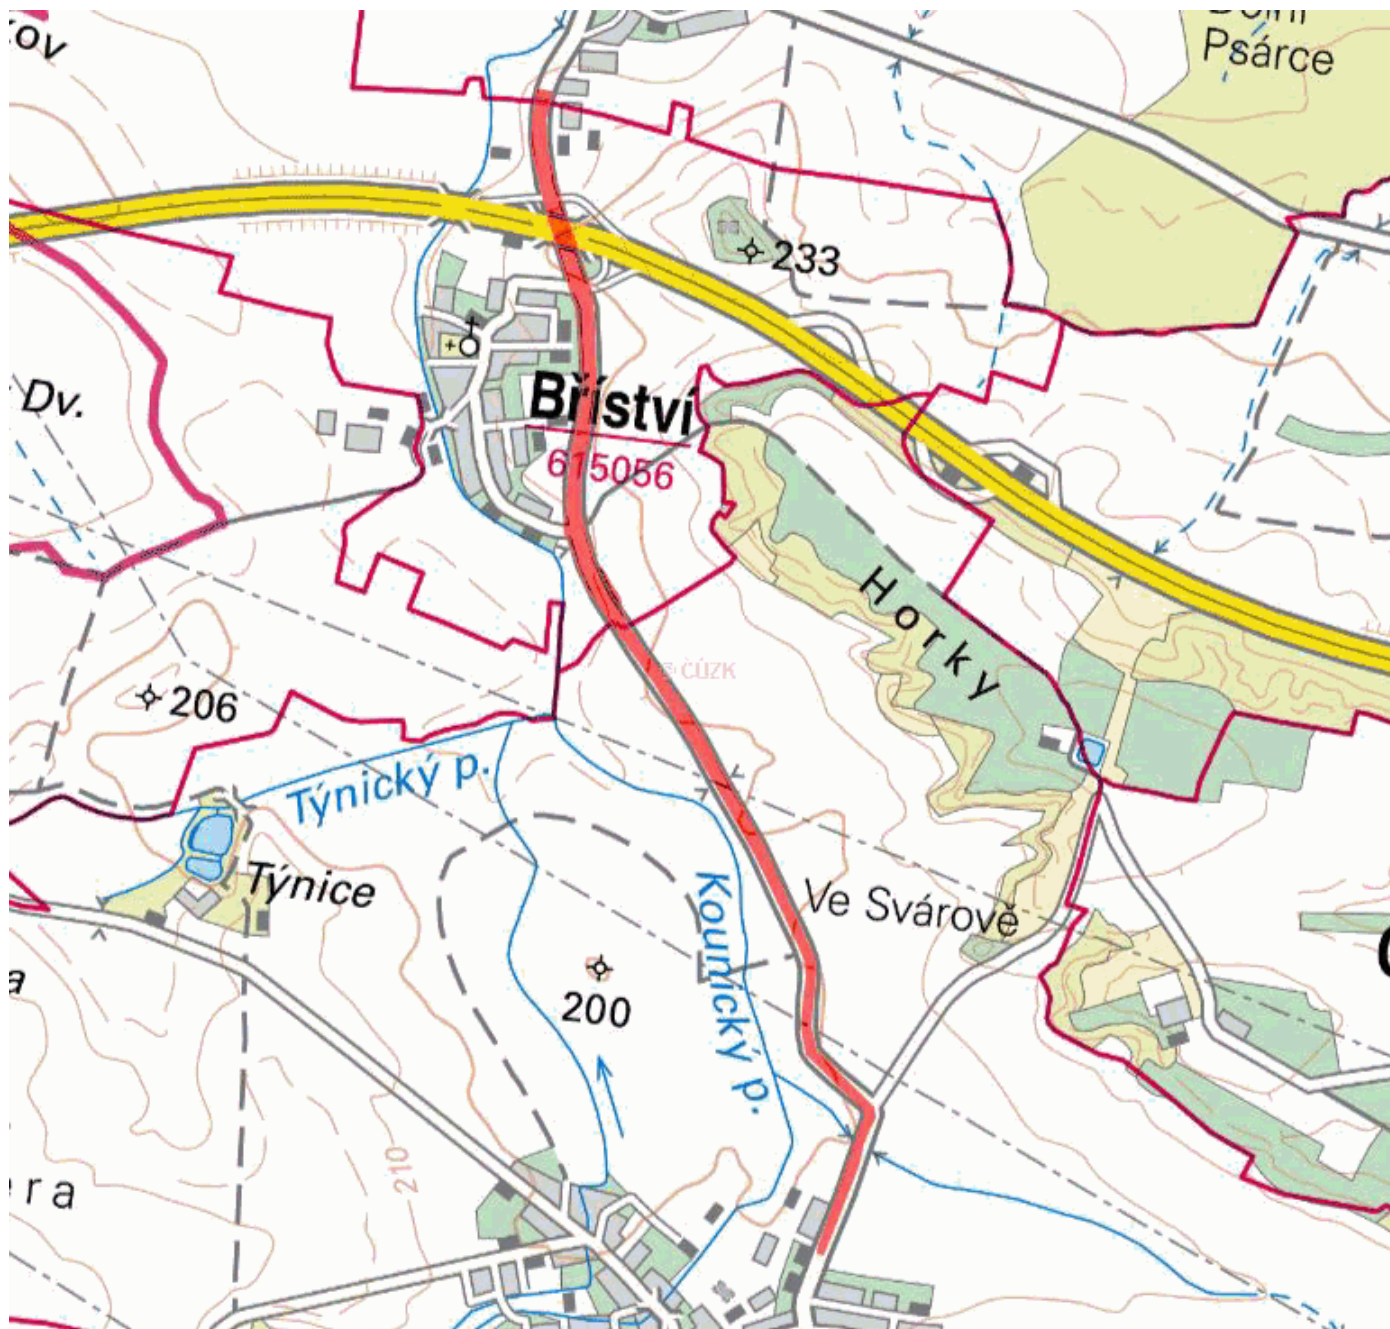 Psárce
233
Dv.
Bříství
615056
Horky
© ČÚZK
206
Týnický p.
Týnice
Ve Svárově
Kounický p.
200
210